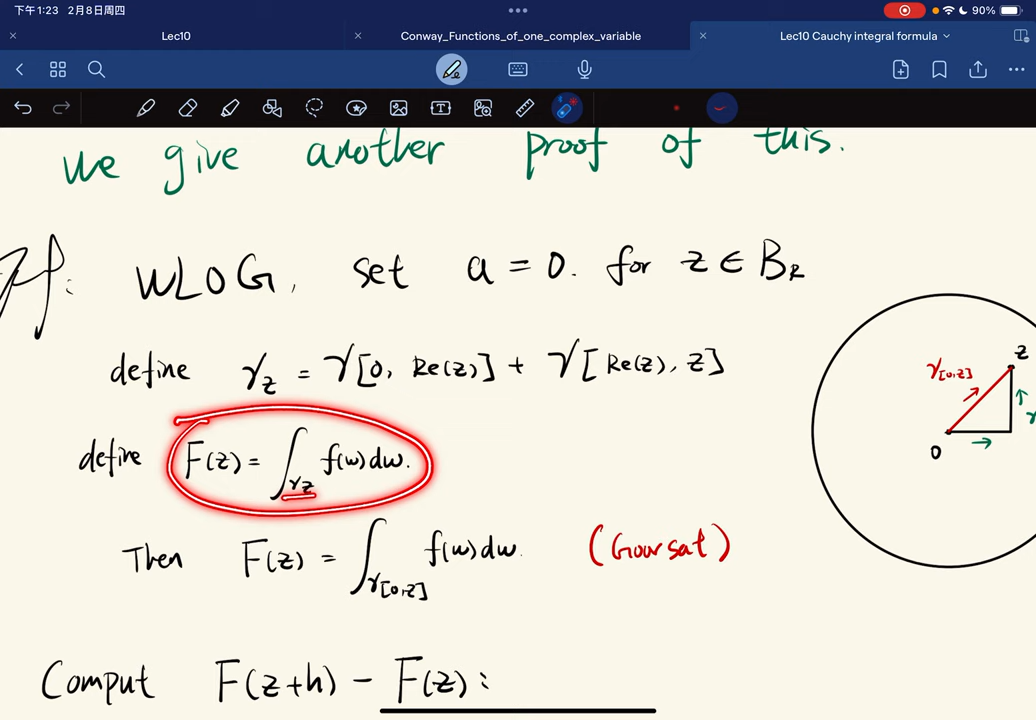 下午1:23 2月8日周四
90%
Lec10
Conway_Functions_of_one_complex_variable
Lec10 Cauchy integral formula
we give another proof of this.
Pf: WLOG, set a = 0. for z ∈ B_R
define γ_z = γ[0, Re(z)] + γ[Re(z), z]
define F(z) = ∫_{γ_z} f(w)dw.
Then F(z) = ∫_{γ[0,z]} f(w)dw. (Goursat)
Comput F(z+h) - F(z) :
z
γ[0,z]
γ
0